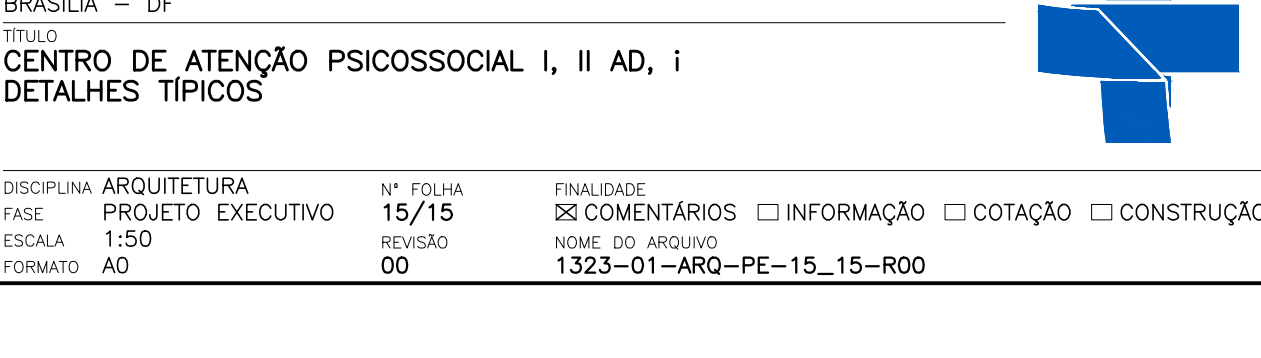 BRASÍLIA – DF
TÍTULO
CENTRO DE ATENÇÃO PSICOSSOCIAL I, II AD, i
DETALHES TÍPICOS
DISCIPLINA ARQUITETURA
FASE PROJETO EXECUTIVO
ESCALA 1:50
FORMATO A0
Nº FOLHA
15/15
REVISÃO
00
FINALIDADE
☒ COMENTÁRIOS ☐ INFORMAÇÃO ☐ COTAÇÃO ☐ CONSTRUÇÃO
NOME DO ARQUIVO
1323–01–ARQ–PE–15_15–R00